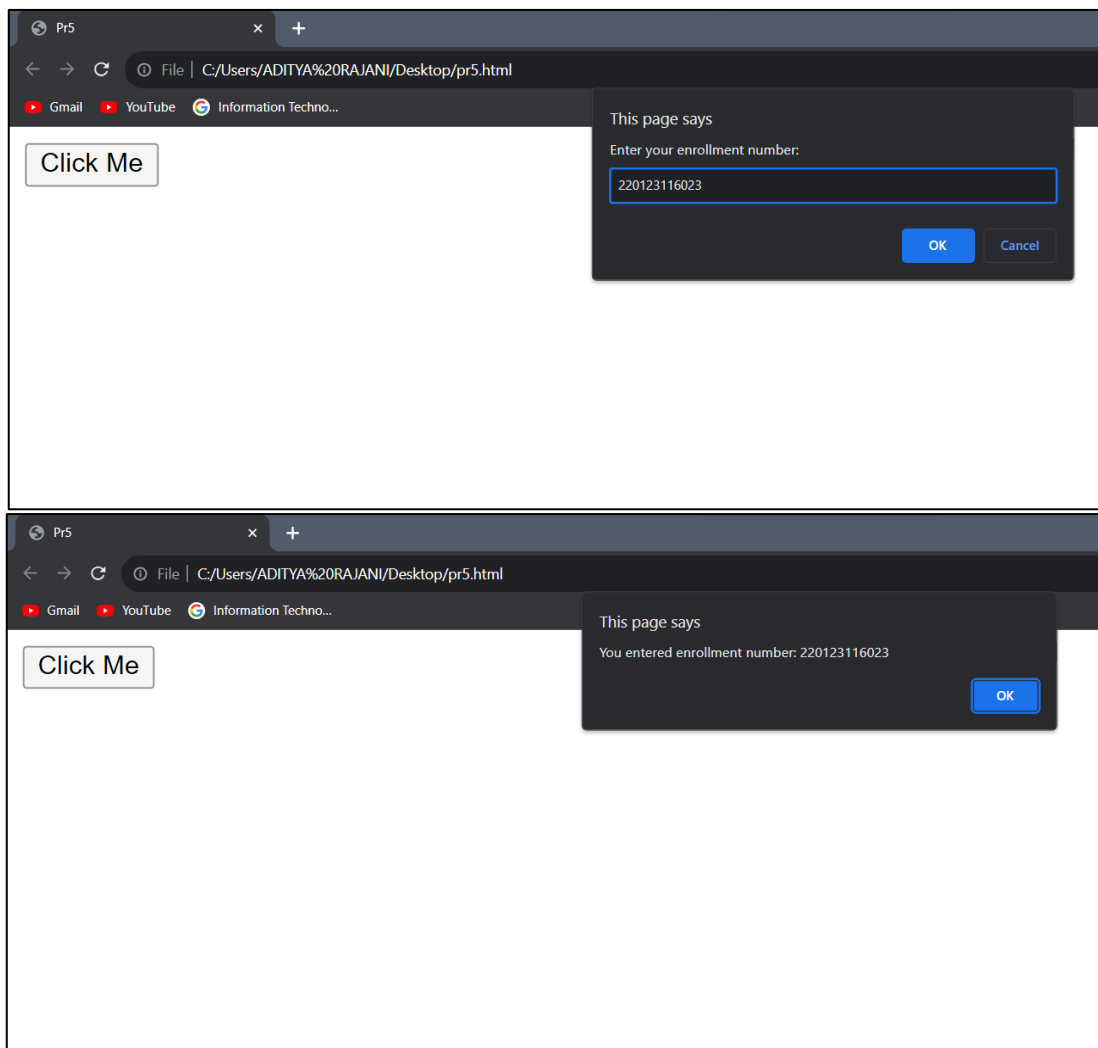 Pr5
File | C:/Users/ADITYA%20RAJANI/Desktop/pr5.html
Gmail YouTube Information Techno...
This page says
Enter your enrollment number:
220123116023
OK Cancel
Click Me
Pr5
File | C:/Users/ADITYA%20RAJANI/Desktop/pr5.html
Gmail YouTube Information Techno...
This page says
You entered enrollment number: 220123116023
OK
Click Me